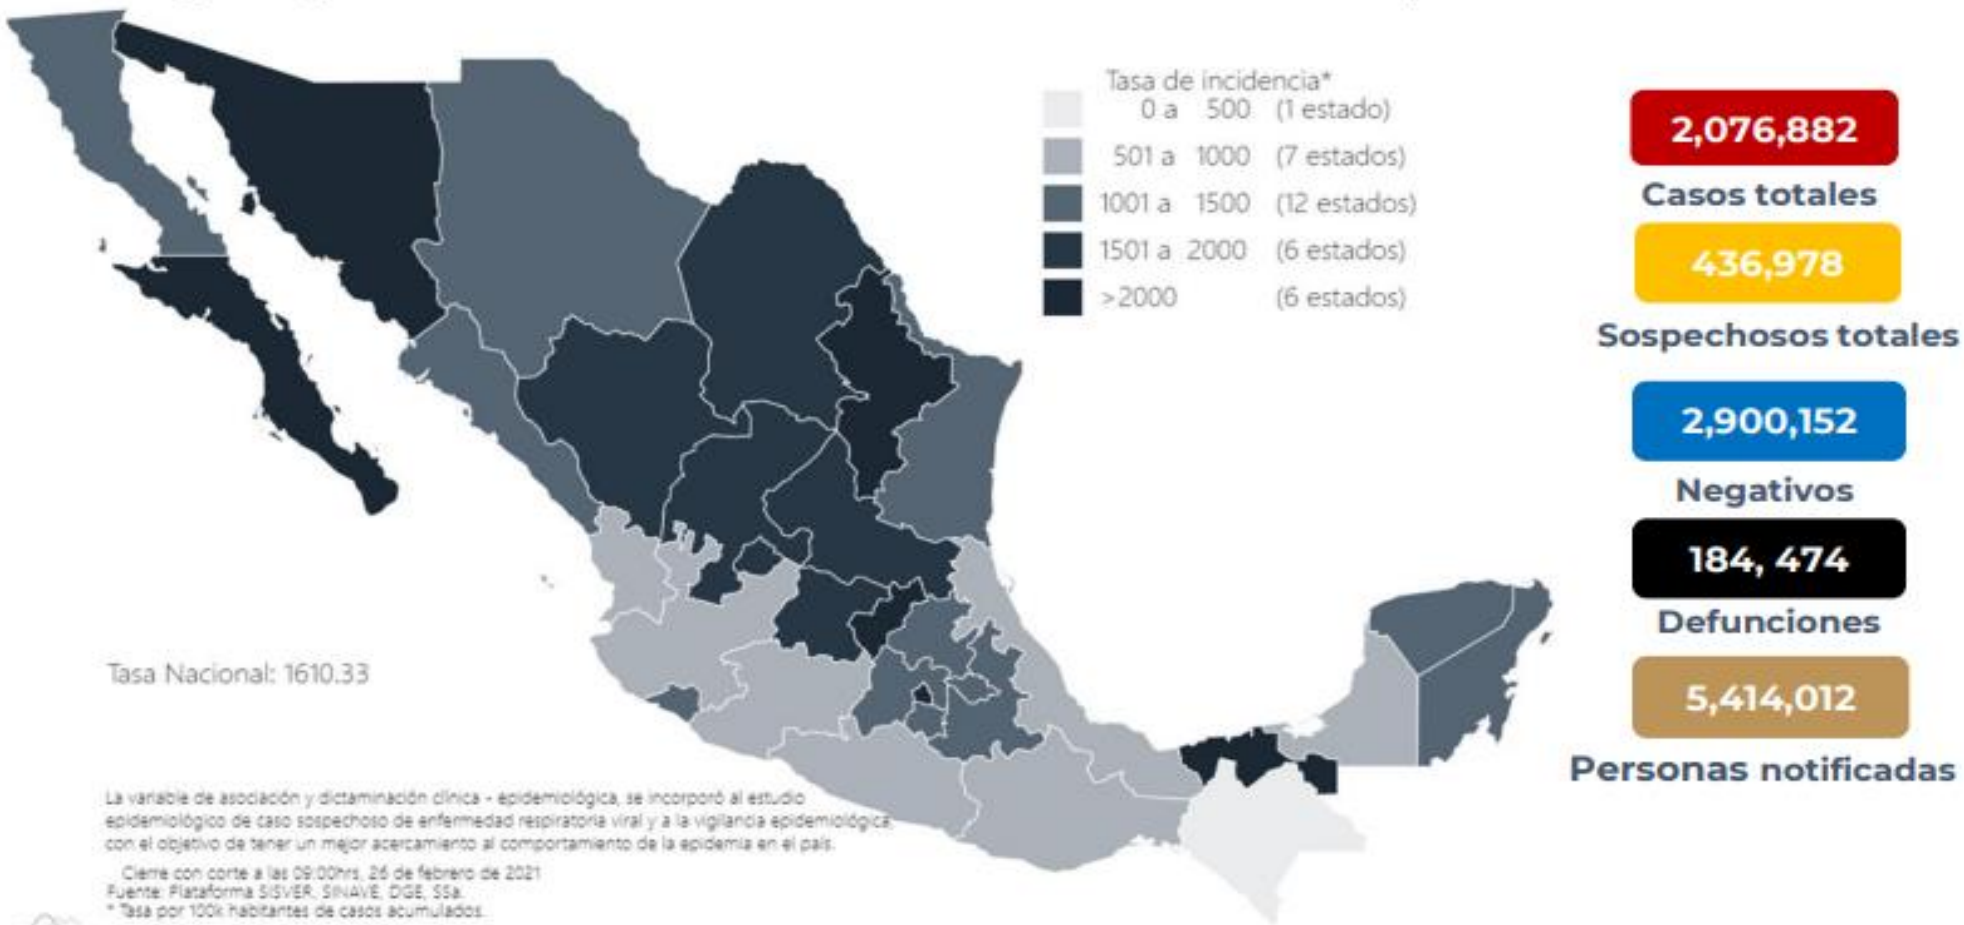 Tasa de incidencia*
0 a 500 (1 estado)
501 a 1000 (7 estados)
1001 a 1500 (12 estados)
1501 a 2000 (6 estados)
>2000 (6 estados)
2,076,882
Casos totales
436,978
Sospechosos totales
2,900,152
Negativos
184, 474
Defunciones
5,414,012
Personas notificadas
Tasa Nacional: 1610.33
La variable de asociación y dictaminación clínica - epidemiológica, se incorporó al estudio
epidemiológico de caso sospechoso de enfermedad respiratoria viral y a la vigilancia epidemiológica,
con el objetivo de tener un mejor acercamiento al comportamiento de la epidemia en el país.
Cierre con corte a las 09:00hrs, 26 de febrero de 2021
Fuente: Plataforma SISVER, SINAVE, DGE, SSa.
* Tasa por 100k habitantes de casos acumulados.